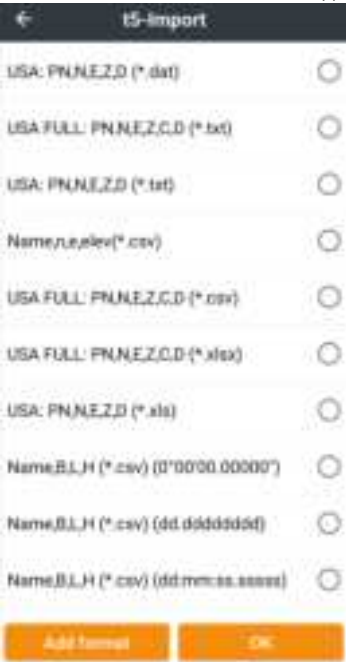 t5-Import
USA: PN,N,E,Z,D (*.dat)
USA FULL: PN,N,E,Z,C,D (*.txt)
USA: PN,N,E,Z,D (*.txt)
Name,n,e,elev(*.csv)
USA FULL: PN,N,E,Z,C,D (*.csv)
USA FULL: PN,N,E,Z,C,D (*.xlsx)
USA: PN,N,E,Z,D (*.xls)
Name,B,L,H (*.csv) (0°00'00.00000")
Name,B,L,H (*.csv) (dd.dddddddd)
Name,B,L,H (*.csv) (dd:mm:ss.sssss)
Add format
OK